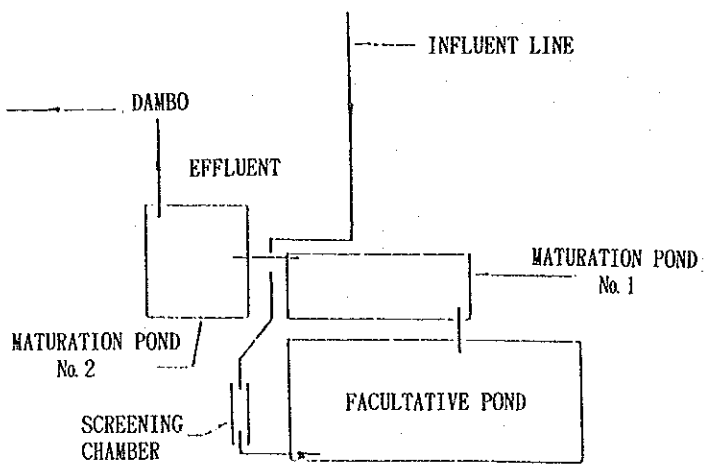 INFLUENT LINE
DAMBO
EFFLUENT
MATURATION POND
No. 1
MATURATION POND
No. 2
FACULTATIVE POND
SCREENING
CHAMBER